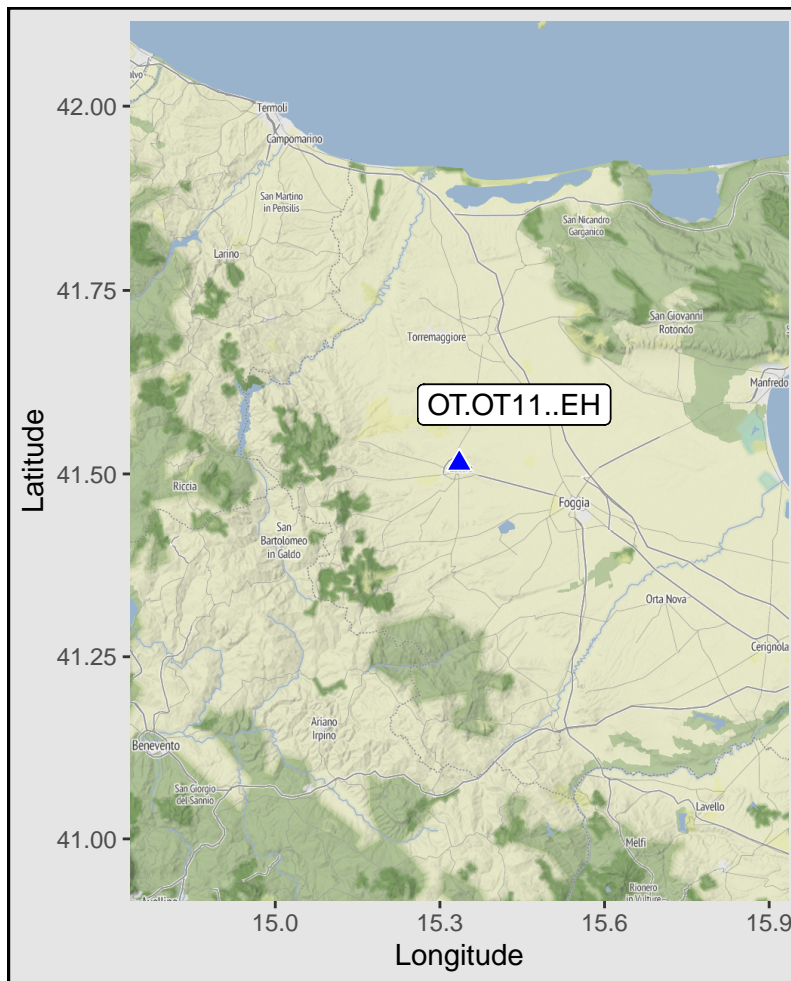 alvo
42.00
Termoli
Campomarino
San Martino
in Pensilis
San Nicandro
Garganico
Larino
41.75
San Giovanni
Rotondo
Torremaggiore
Manfredo
OT.OT11..EH
Latitude
41.50
Riccia
Foggia
San
Bartolomeo
in Galdo
Orta Nova
41.25
Cerignola
Ariano
Irpino
Benevento
San Giorgio
del Sannio
Lavello
41.00
Melfi
Rionero
in Vulture
15.0
15.3
15.6
15.9
Longitude